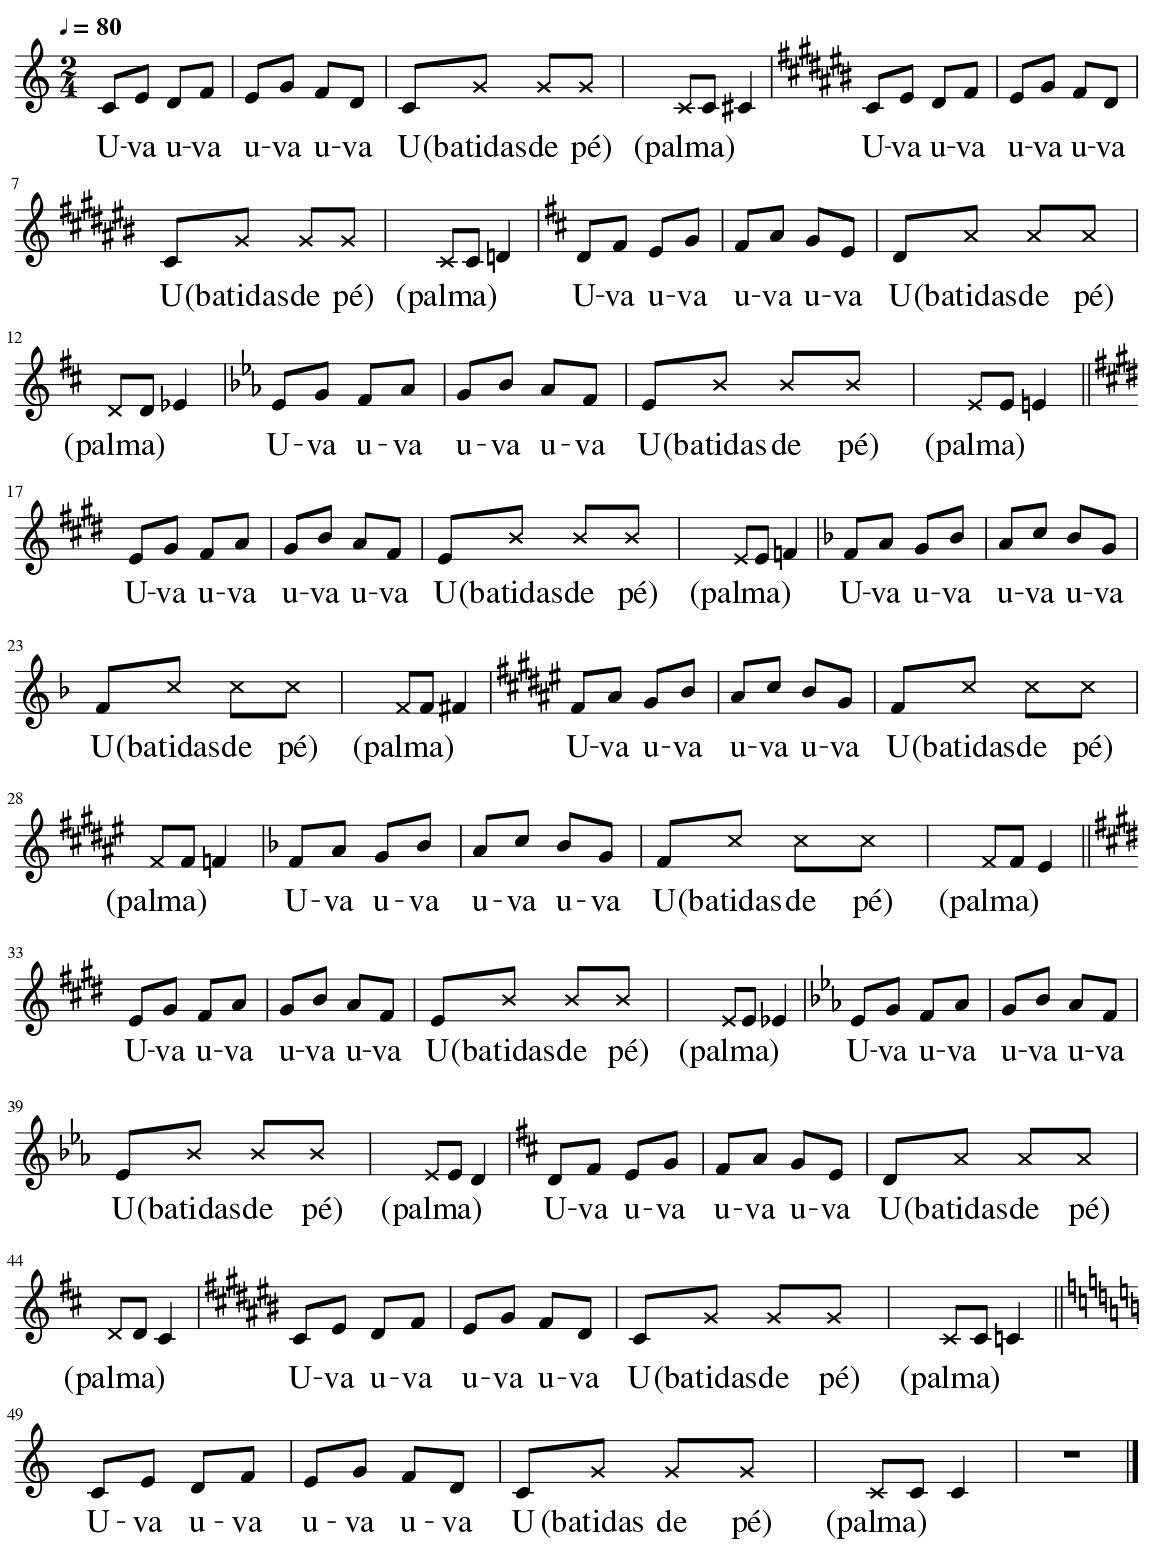 ♩ = 80
2
4
U-va u-va u-va u-va U(batidasde pé) (palma) U-va u-va u-va u-va
7
U(batidasde pé) (palma) U-va u-va u-va u-va U(batidasde pé)
12
(palma) U-va u-va u-va u-va U(batidas de pé) (palma)
17
U-va u-va u-va u-va U(batidasde pé) (palma) U-va u-va u-va u-va
23
U(batidasde pé) (palma) U-va u-va u-va u-va U(batidasde pé)
28
(palma) U-va u-va u-va u-va U(batidas de pé) (palma)
33
U-va u-va u-va u-va U(batidasde pé) (palma) U-va u-va u-va u-va
39
U(batidasde pé) (palma) U-va u-va u-va u-va U(batidasde pé)
44
(palma) U-va u-va u-va u-va U(batidasde pé) (palma)
49
U-va u-va u-va u-va U (batidas de pé) (palma)